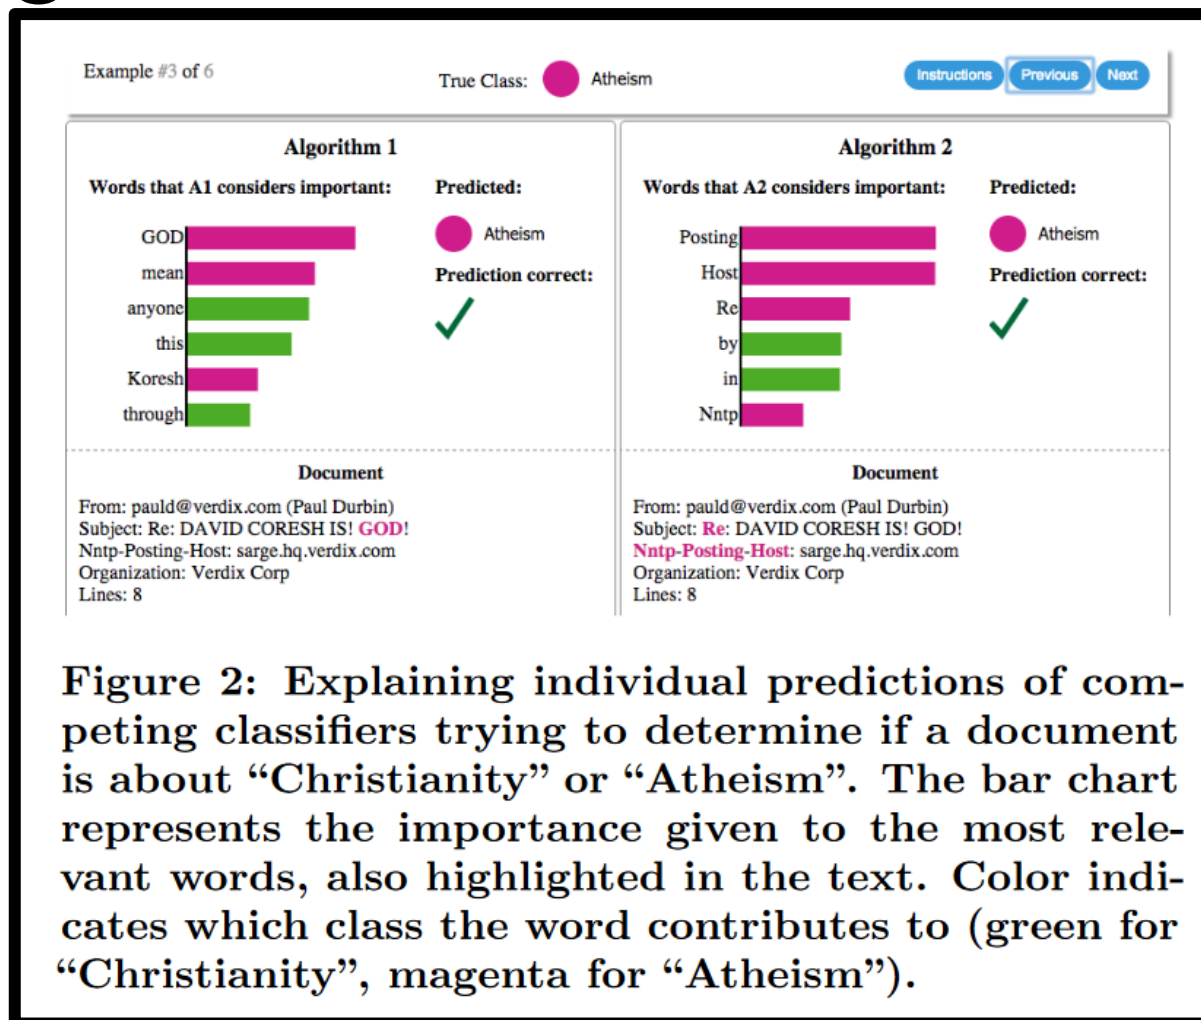 Example #3 of 6
True Class: Atheism
Instructions Previous Next
Algorithm 1
Words that A1 considers important: Predicted:
GOD
mean
anyone
this
Koresh
through
Atheism
Prediction correct:
Document
From: pauld@verdix.com (Paul Durbin)
Subject: Re: DAVID CORESH IS! GOD!
Nntp-Posting-Host: sarge.hq.verdix.com
Organization: Verdix Corp
Lines: 8
Algorithm 2
Words that A2 considers important: Predicted:
Posting
Host
Re
by
in
Nntp
Atheism
Prediction correct:
Document
From: pauld@verdix.com (Paul Durbin)
Subject: Re: DAVID CORESH IS! GOD!
Nntp-Posting-Host: sarge.hq.verdix.com
Organization: Verdix Corp
Lines: 8
Figure 2: Explaining individual predictions of com-
peting classifiers trying to determine if a document
is about “Christianity” or “Atheism”. The bar chart
represents the importance given to the most rele-
vant words, also highlighted in the text. Color indi-
cates which class the word contributes to (green for
“Christianity”, magenta for “Atheism”).